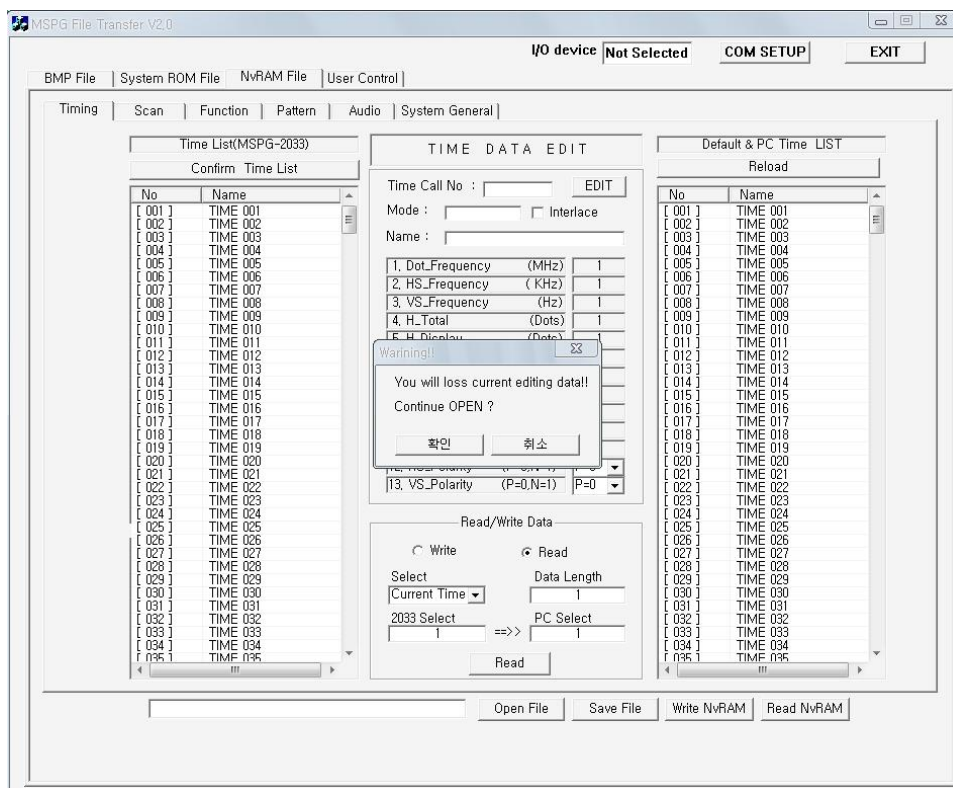 MSPG File Transfer V2.0
I/O device Not Selected COM SETUP EXIT
BMP File System ROM File NvRAM File User Control
Timing Scan Function Pattern Audio System General
Time List(MSPG-2033)
Confirm Time List
No Name
[ 001 ] TIME 001
[ 002 ] TIME 002
[ 003 ] TIME 003
[ 004 ] TIME 004
[ 005 ] TIME 005
[ 006 ] TIME 006
[ 007 ] TIME 007
[ 008 ] TIME 008
[ 009 ] TIME 009
[ 010 ] TIME 010
[ 011 ] TIME 011
[ 012 ] TIME 012
[ 013 ] TIME 013
[ 014 ] TIME 014
[ 015 ] TIME 015
[ 016 ] TIME 016
[ 017 ] TIME 017
[ 018 ] TIME 018
[ 019 ] TIME 019
[ 020 ] TIME 020
[ 021 ] TIME 021
[ 022 ] TIME 022
[ 023 ] TIME 023
[ 024 ] TIME 024
[ 025 ] TIME 025
[ 026 ] TIME 026
[ 027 ] TIME 027
[ 028 ] TIME 028
[ 029 ] TIME 029
[ 030 ] TIME 030
[ 031 ] TIME 031
[ 032 ] TIME 032
[ 033 ] TIME 033
[ 034 ] TIME 034
[ 035 ] TIME 035
TIME DATA EDIT
Time Call No : EDIT
Mode : Interlace
Name :
1, Dot_Frequency (MHz) 1
2, HS_Frequency ( KHz) 1
3, VS_Frequency (Hz) 1
4, H_Total (Dots) 1
5, H_Display (Dots) 1
Warining!!
You will loss current editing data!!
Continue OPEN ?
확인 취소
12, HS_Polarity (P=0,N=1) P=0
13, VS_Polarity (P=0,N=1) P=0
Read/Write Data
Write Read
Select Data Length
Current Time 1
2033 Select PC Select
1 ==>> 1
Read
Default & PC Time LIST
Reload
No Name
[ 001 ] TIME 001
[ 002 ] TIME 002
[ 003 ] TIME 003
[ 004 ] TIME 004
[ 005 ] TIME 005
[ 006 ] TIME 006
[ 007 ] TIME 007
[ 008 ] TIME 008
[ 009 ] TIME 009
[ 010 ] TIME 010
[ 011 ] TIME 011
[ 012 ] TIME 012
[ 013 ] TIME 013
[ 014 ] TIME 014
[ 015 ] TIME 015
[ 016 ] TIME 016
[ 017 ] TIME 017
[ 018 ] TIME 018
[ 019 ] TIME 019
[ 020 ] TIME 020
[ 021 ] TIME 021
[ 022 ] TIME 022
[ 023 ] TIME 023
[ 024 ] TIME 024
[ 025 ] TIME 025
[ 026 ] TIME 026
[ 027 ] TIME 027
[ 028 ] TIME 028
[ 029 ] TIME 029
[ 030 ] TIME 030
[ 031 ] TIME 031
[ 032 ] TIME 032
[ 033 ] TIME 033
[ 034 ] TIME 034
[ 035 ] TIME 035
Open File Save File Write NvRAM Read NvRAM